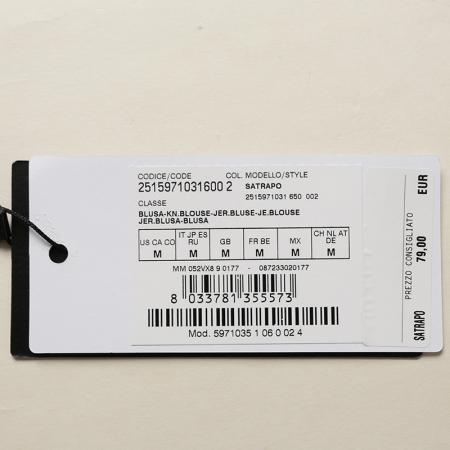 CODICE/CODE COL. MODELLO/STYLE
2515971031600 2 SATRAPO
2515971031 650 002
CLASSE
BLUSA-KN.BLOUSE-JER.BLUSE-JE.BLOUSE
JER.BLUSA-BLUSA
US CA CO IT JP ES RU GB FR BE MX CH NL AT DE
M M M M M M
MM 052VX8 9 0177 - 087233020177
8 033781 355573
Mod. 5971035 1 06 0 02 4
SATRAPO
PREZZO CONSIGLIATO
79,00 EUR